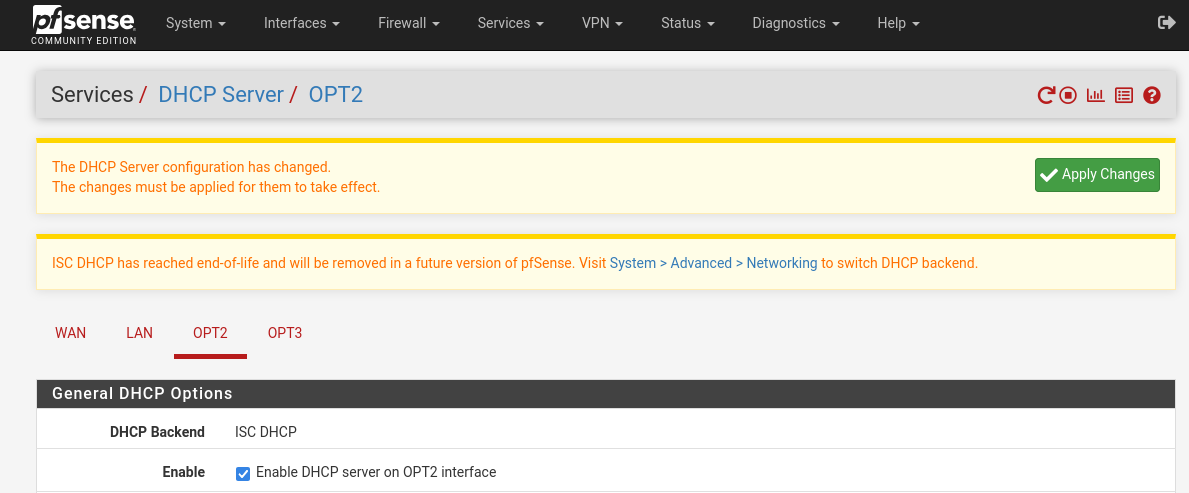 pfsense
COMMUNITY EDITION
System Interfaces Firewall Services VPN Status Diagnostics Help
Services / DHCP Server / OPT2
The DHCP Server configuration has changed.
The changes must be applied for them to take effect.
Apply Changes
ISC DHCP has reached end-of-life and will be removed in a future version of pfSense. Visit System > Advanced > Networking to switch DHCP backend.
WAN LAN OPT2 OPT3
General DHCP Options
DHCP Backend ISC DHCP
Enable Enable DHCP server on OPT2 interface